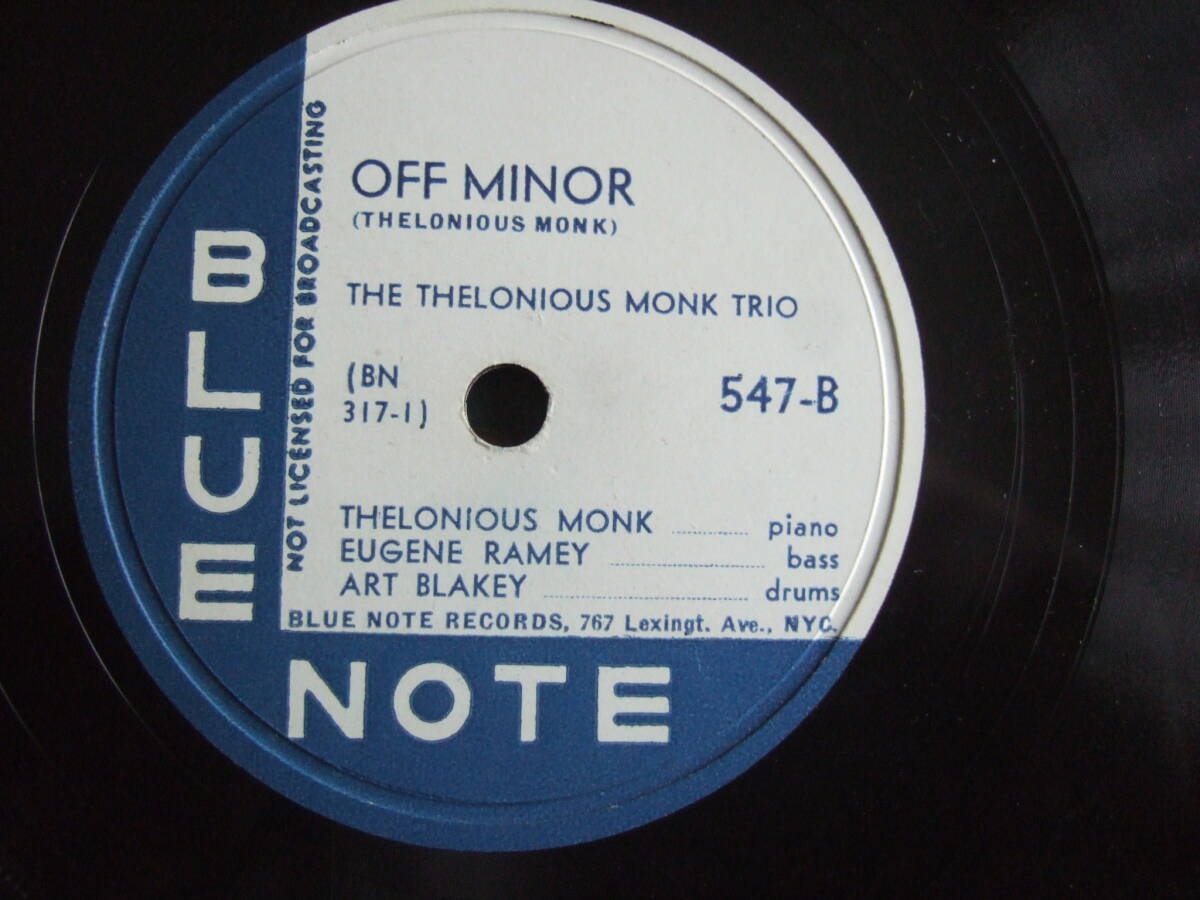 OFF MINOR
(THELONIOUS MONK)
THE THELONIOUS MONK TRIO
(BN
317-1)
547-B
THELONIOUS MONK piano
EUGENE RAMEY bass
ART BLAKEY drums
BLUE NOTE RECORDS, 767 Lexingt. Ave., NYC.
NOT LICENSED FOR BROADCASTING
BLUE
NOTE